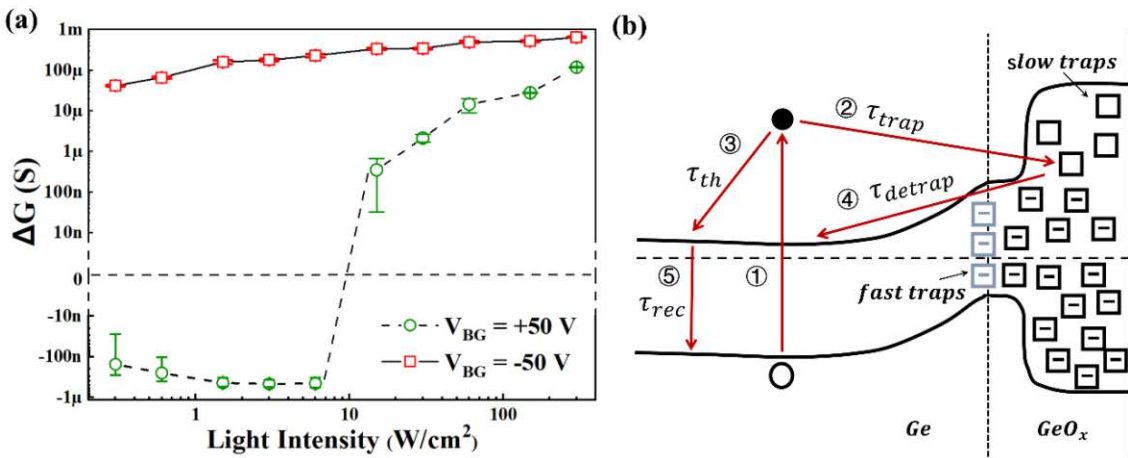 (a)
1m
100μ
10μ
1μ
100n
10n
0
-10n
-100n
-1μ
ΔG (S)
1
10
100
Light Intensity (W/cm²)
V_BG = +50 V
V_BG = -50 V
(b)
slow traps
② τ_trap
③
τ_th
④ τ_detrap
⑤
①
τ_rec
fast traps
Ge
GeO_x